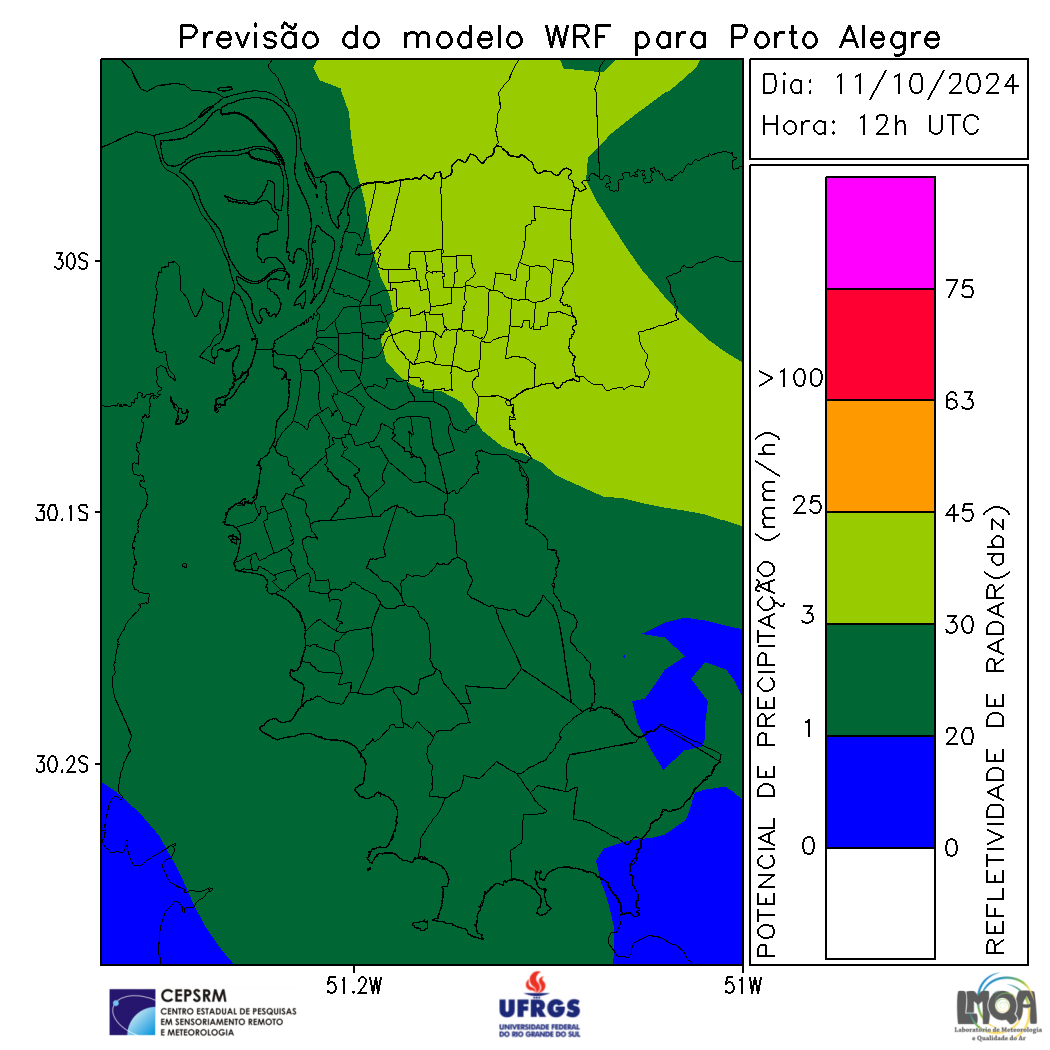 Previsão do modelo WRF para Porto Alegre
Dia: 11/10/2024
Hora: 12h UTC
30S
30.1S
30.2S
51.2W
51W
POTENCIAL DE PRECIPITAÇÃO (mm/h)
>100
25
3
1
0
75
63
45
30
20
0
REFLETIVIDADE DE RADAR(dbz)
CEPSRM
CENTRO ESTADUAL DE PESQUISAS
EM SENSORIAMENTO REMOTO
E METEOROLOGIA
UFRGS
UNIVERSIDADE FEDERAL
DO RIO GRANDE DO SUL
LMQA
Laboratório de Meteorologia
e Qualidade do Ar